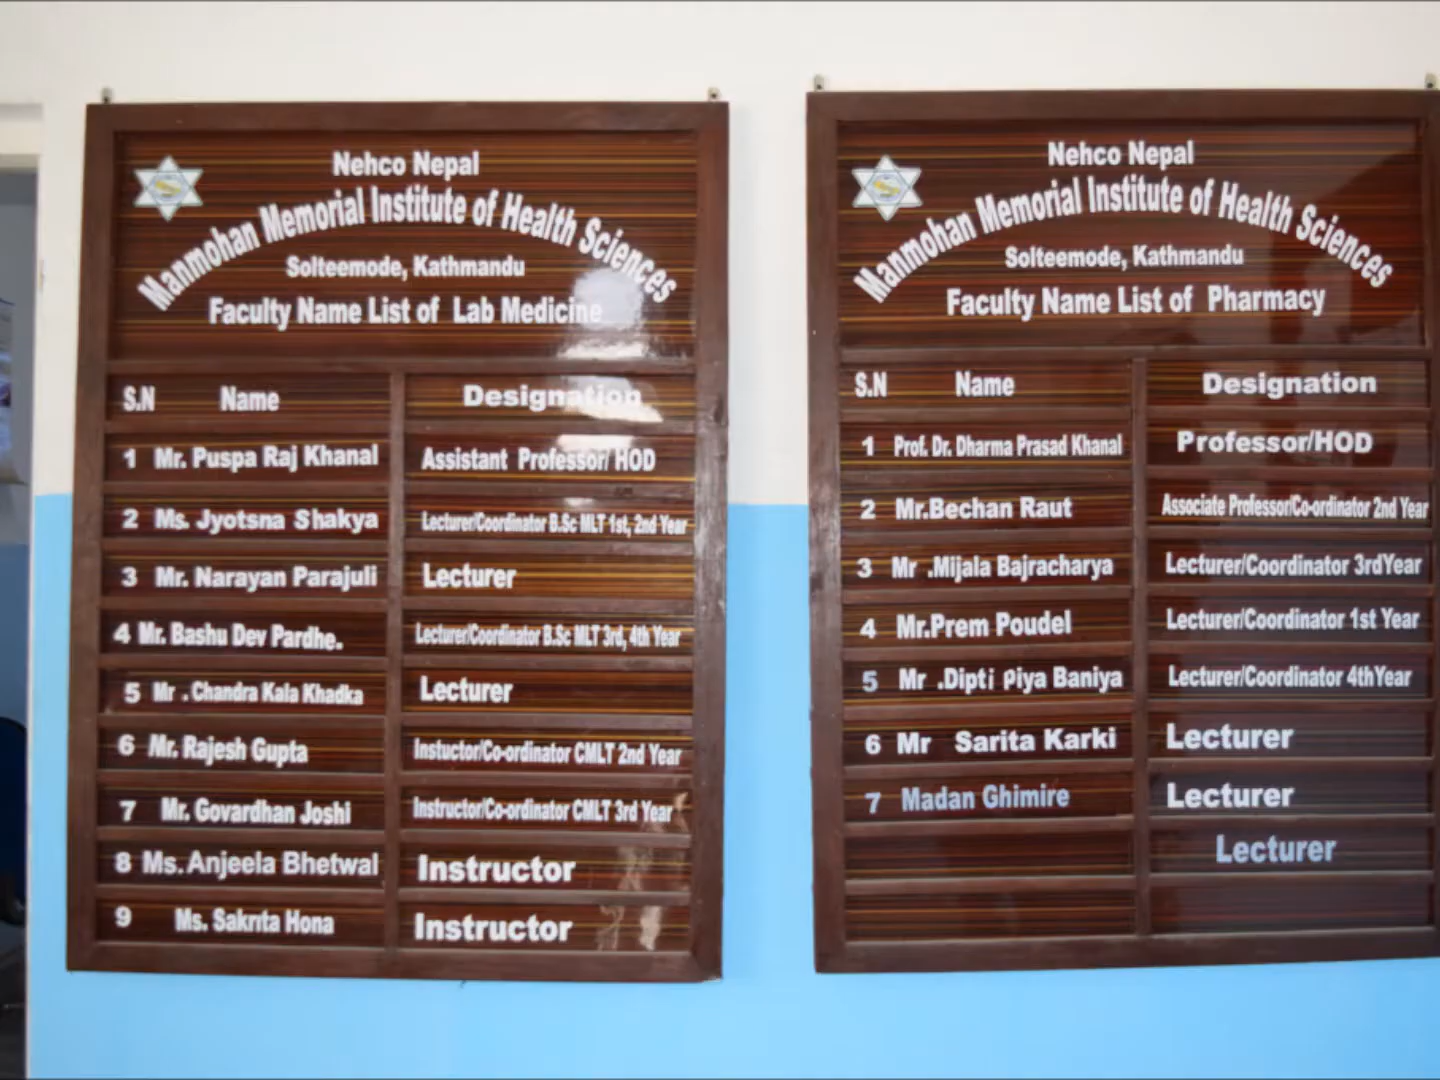 Nehco Nepal
Manmohan Memorial Institute of Health Sciences
Solteemode, Kathmandu
Faculty Name List of Lab Medicine
S.N Name Designation
1 Mr. Puspa Raj Khanal Assistant Professor/ HOD
2 Ms. Jyotsna Shakya Lecturer/Coordinator B.Sc MLT 1st, 2nd Year
3 Mr. Narayan Parajuli Lecturer
4 Mr. Bashu Dev Pardhe. Lecturer/Coordinator B.Sc MLT 3rd, 4th Year
5 Mr . Chandra Kala Khadka Lecturer
6 Mr. Rajesh Gupta Instuctor/Co-ordinator CMLT 2nd Year
7 Mr. Govardhan Joshi Instructor/Co-ordinator CMLT 3rd Year
8 Ms. Anjeela Bhetwal Instructor
9 Ms. Sakrita Hona Instructor
Nehco Nepal
Manmohan Memorial Institute of Health Sciences
Solteemode, Kathmandu
Faculty Name List of Pharmacy
S.N Name Designation
1 Prof. Dr. Dharma Prasad Khanal Professor/HOD
2 Mr.Bechan Raut Associate Professor/Co-ordinator 2nd Year
3 Mr .Mijala Bajracharya Lecturer/Coordinator 3rdYear
4 Mr.Prem Poudel Lecturer/Coordinator 1st Year
5 Mr .Dipti Piya Baniya Lecturer/Coordinator 4thYear
6 Mr Sarita Karki Lecturer
7 Madan Ghimire Lecturer
Lecturer